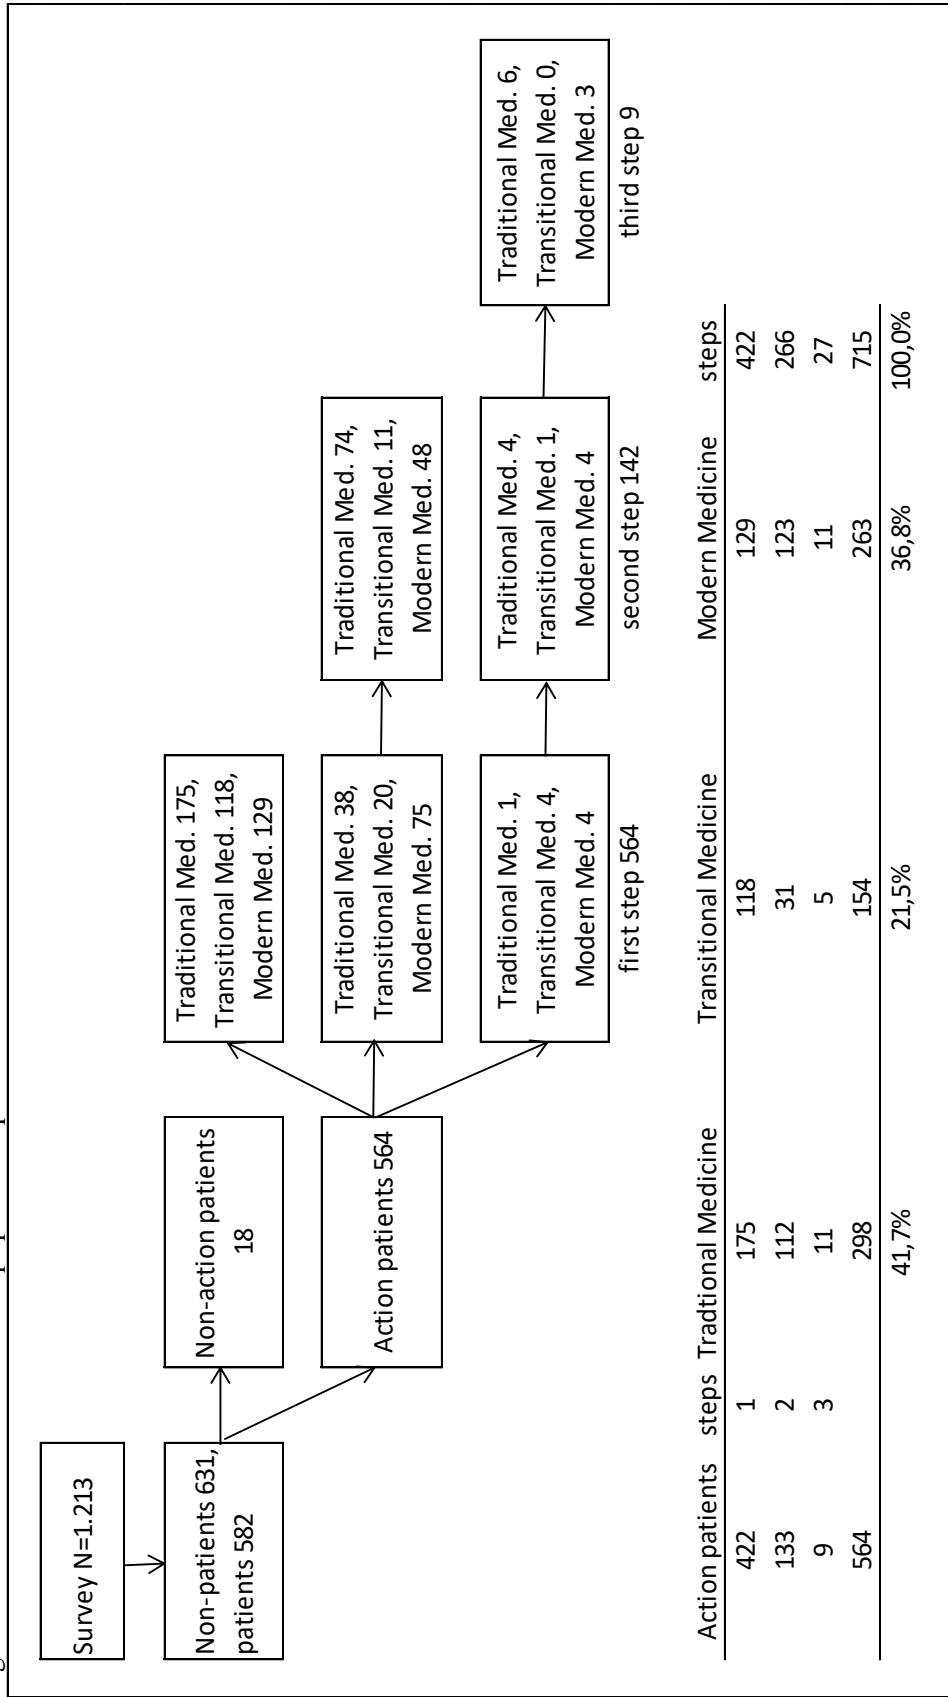 Survey N=1.213
Non-patients 631,
patients 582
Non-action patients
18
Action patients 564
Traditional Med. 175,
Transitional Med. 118,
Modern Med. 129
Traditional Med. 38,
Transitional Med. 20,
Modern Med. 75
Traditional Med. 1,
Transitional Med. 4,
Modern Med. 4
first step 564
Traditional Med. 74,
Transitional Med. 11,
Modern Med. 48
Traditional Med. 4,
Transitional Med. 1,
Modern Med. 4
second step 142
Traditional Med. 6,
Transitional Med. 0,
Modern Med. 3
third step 9
Action patients steps Tradtional Medicine Transitional Medicine Modern Medicine steps
422 1 175 118 129 422
133 2 112 31 123 266
9 3 11 5 11 27
564 298 154 263 715
41,7% 21,5% 36,8% 100,0%